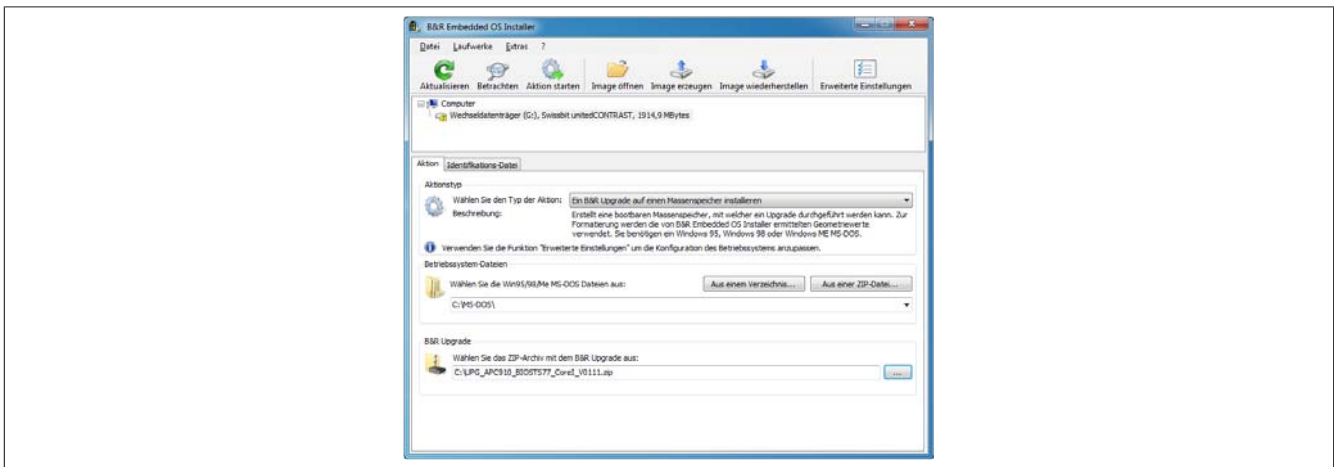 B&R Embedded OS Installer
Datei Laufwerke Extras ?
Aktualisieren Betrachten Aktion starten Image öffnen Image erzeugen Image wiederherstellen Erweiterte Einstellungen
Computer
Wechseldatenträger (G:), Swissbit unitedCONTRAST, 1914,9 MBytes
Aktion Identifikations-Datei
Aktionstyp
Wählen Sie den Typ der Aktion: Ein B&R Upgrade auf einen Massenspeicher installieren
Beschreibung: Erstellt eine bootbaren Massenspeicher, mit welcher ein Upgrade durchgeführt werden kann. Zur
Formatierung werden die von B&R Embedded OS Installer ermittelten Geometriewerte
verwendet. Sie benötigen ein Windows 95, Windows 98 oder Windows ME MS-DOS.
Verwenden Sie die Funktion "Erweiterte Einstellungen" um die Konfiguration des Betriebssystems anzupassen.
Betriebssystem-Dateien
Wählen Sie die Win95/98/Me MS-DOS Dateien aus: Aus einem Verzeichnis... Aus einer ZIP-Datei...
C:\MS-DOS\
B&R Upgrade
Wählen Sie das ZIP-Archiv mit dem B&R Upgrade aus:
C:\UPG_APC910_BIOSTS77_CoreI_V0111.zip ...